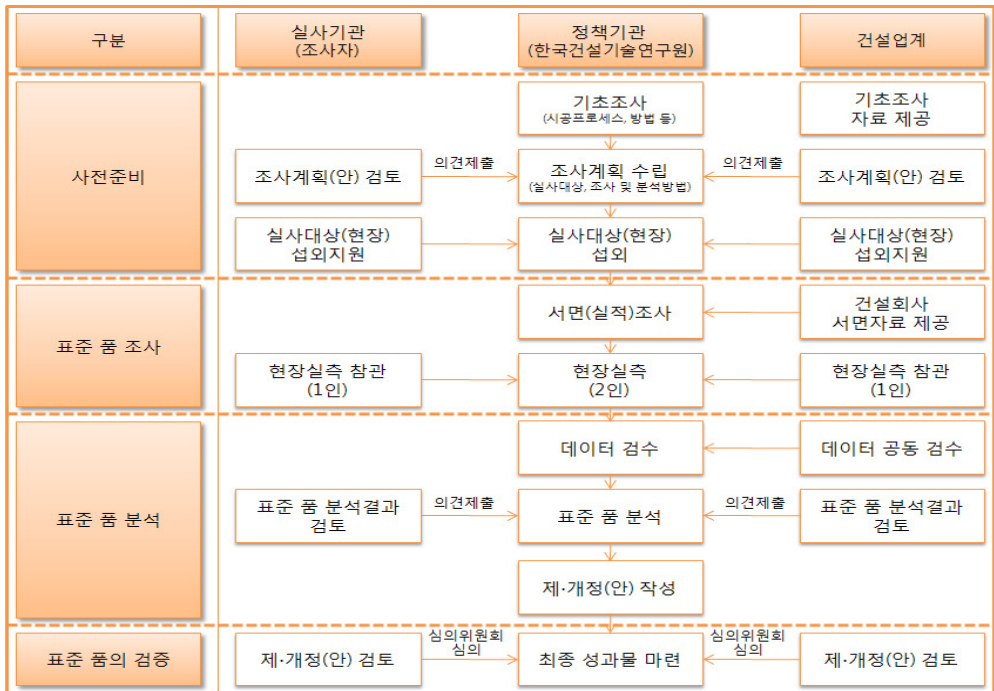 구분
실사기관
(조사자)
정책기관
(한국건설기술연구원)
건설업계
사전준비
기초조사
(시공프로세스, 방법 등)
기초조사
자료 제공
조사계획(안) 검토
의견제출
조사계획 수립
(실사대상, 조사 및 분석방법)
의견제출
조사계획(안) 검토
실사대상(현장)
섭외지원
실사대상(현장)
섭외
실사대상(현장)
섭외지원
표준 품 조사
서면(실적)조사
건설회사
서면자료 제공
현장실측 참관
(1인)
현장실측
(2인)
현장실측 참관
(1인)
표준 품 분석
데이터 검수
데이터 공동 검수
표준 품 분석결과
검토
의견제출
표준 품 분석
의견제출
표준 품 분석결과
검토
제·개정(안) 작성
표준 품의 검증
제·개정(안) 검토
심의위원회
심의
최종 성과물 마련
심의위원회
심의
제·개정(안) 검토